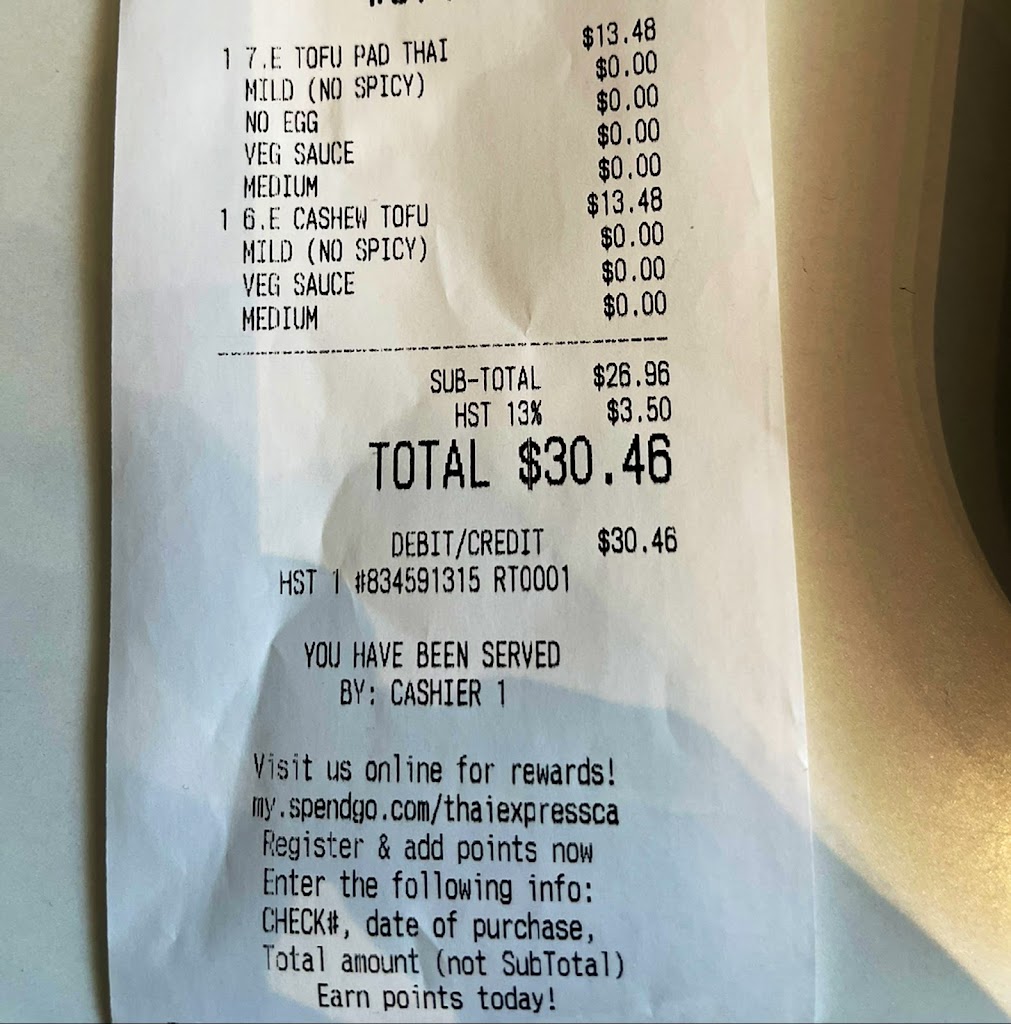 1 7.E TOFU PAD THAI $13.48
MILD (NO SPICY) $0.00
NO EGG $0.00
VEG SAUCE $0.00
MEDIUM $0.00
1 6.E CASHEW TOFU $13.48
MILD (NO SPICY) $0.00
VEG SAUCE $0.00
MEDIUM $0.00
SUB-TOTAL $26.96
HST 13% $3.50
TOTAL $30.46
DEBIT/CREDIT $30.46
HST 1 #834591315 RT0001
YOU HAVE BEEN SERVED
BY: CASHIER 1
Visit us online for rewards!
my.spendgo.com/thaiexpressca
Register & add points now
Enter the following info:
CHECK#, date of purchase,
Total amount (not SubTotal)
Earn points today!